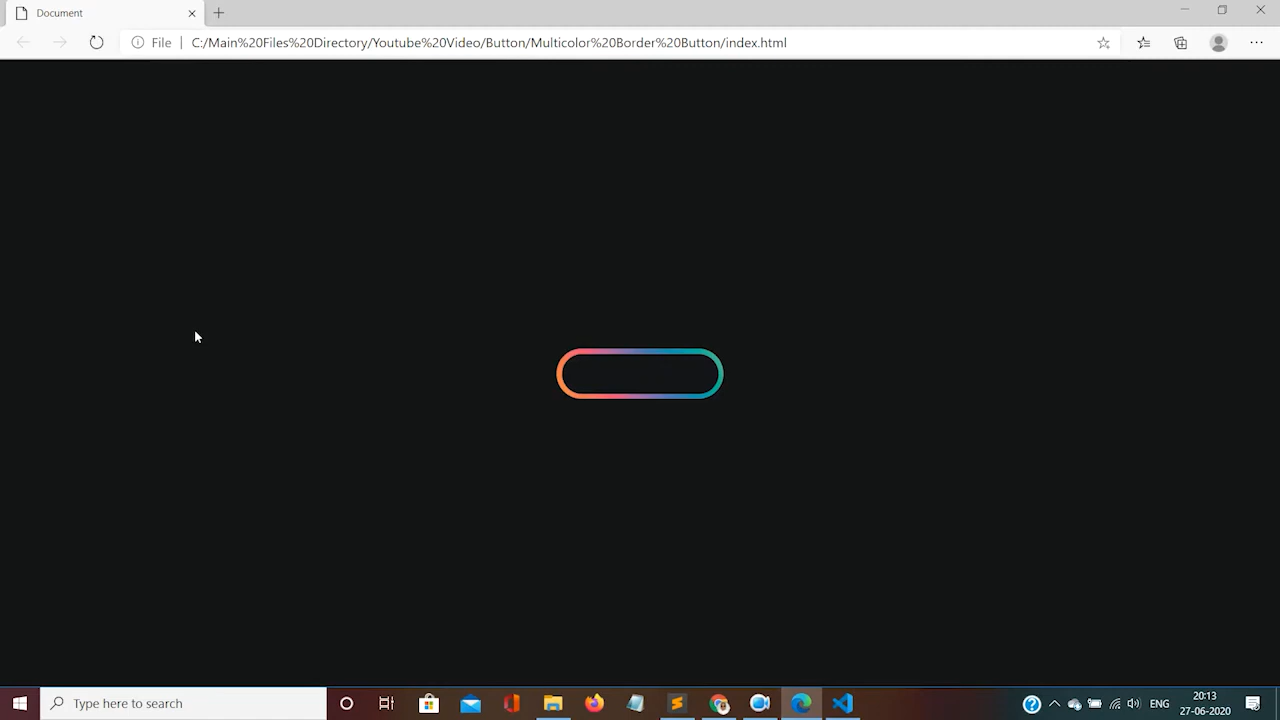 Document
File
C:/Main%20Files%20Directory/Youtube%20Video/Button/Multicolor%20Border%20Button/index.html
Type here to search
ENG
20:13
27-06-2020